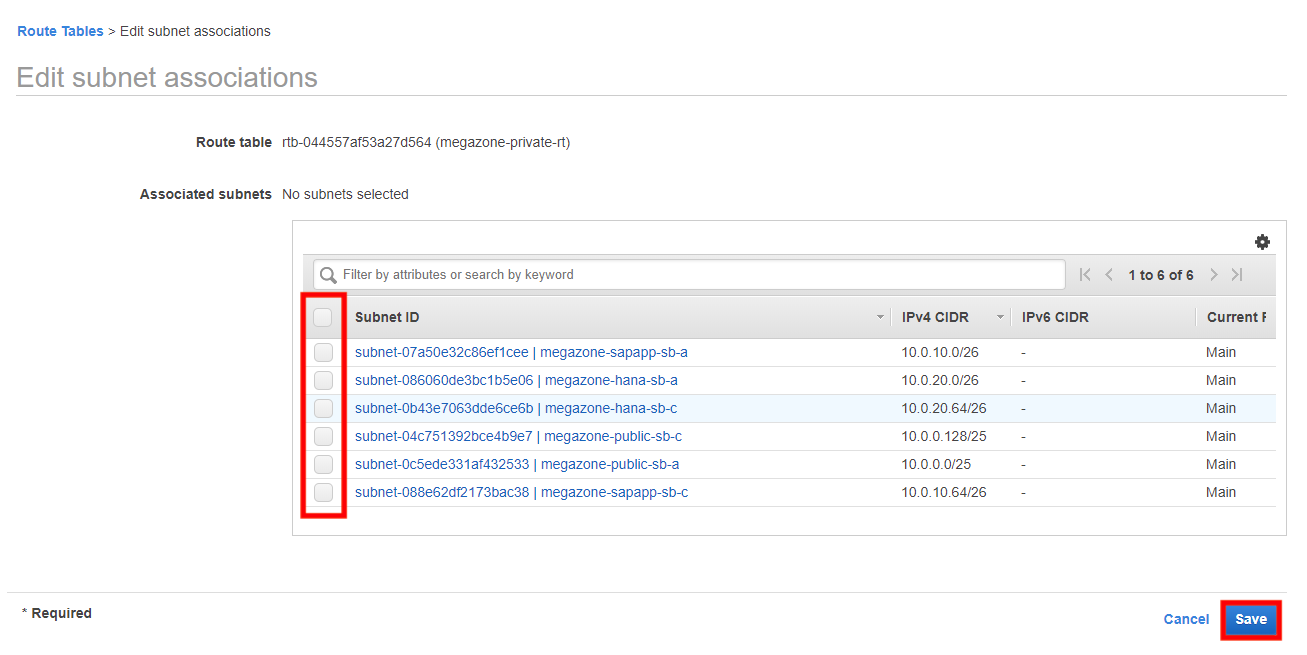 Route Tables > Edit subnet associations
Edit subnet associations
Route table rtb-044557af53a27d564 (megazone-private-rt)
Associated subnets No subnets selected
Filter by attributes or search by keyword 1 to 6 of 6
Subnet ID IPv4 CIDR IPv6 CIDR Current F
subnet-07a50e32c86ef1cee | megazone-sapapp-sb-a 10.0.10.0/26 - Main
subnet-086060de3bc1b5e06 | megazone-hana-sb-a 10.0.20.0/26 - Main
subnet-0b43e7063dde6ce6b | megazone-hana-sb-c 10.0.20.64/26 - Main
subnet-04c751392bce4b9e7 | megazone-public-sb-c 10.0.0.128/25 - Main
subnet-0c5ede331af432533 | megazone-public-sb-a 10.0.0.0/25 - Main
subnet-088e62df2173bac38 | megazone-sapapp-sb-c 10.0.10.64/26 - Main
* Required
Cancel Save